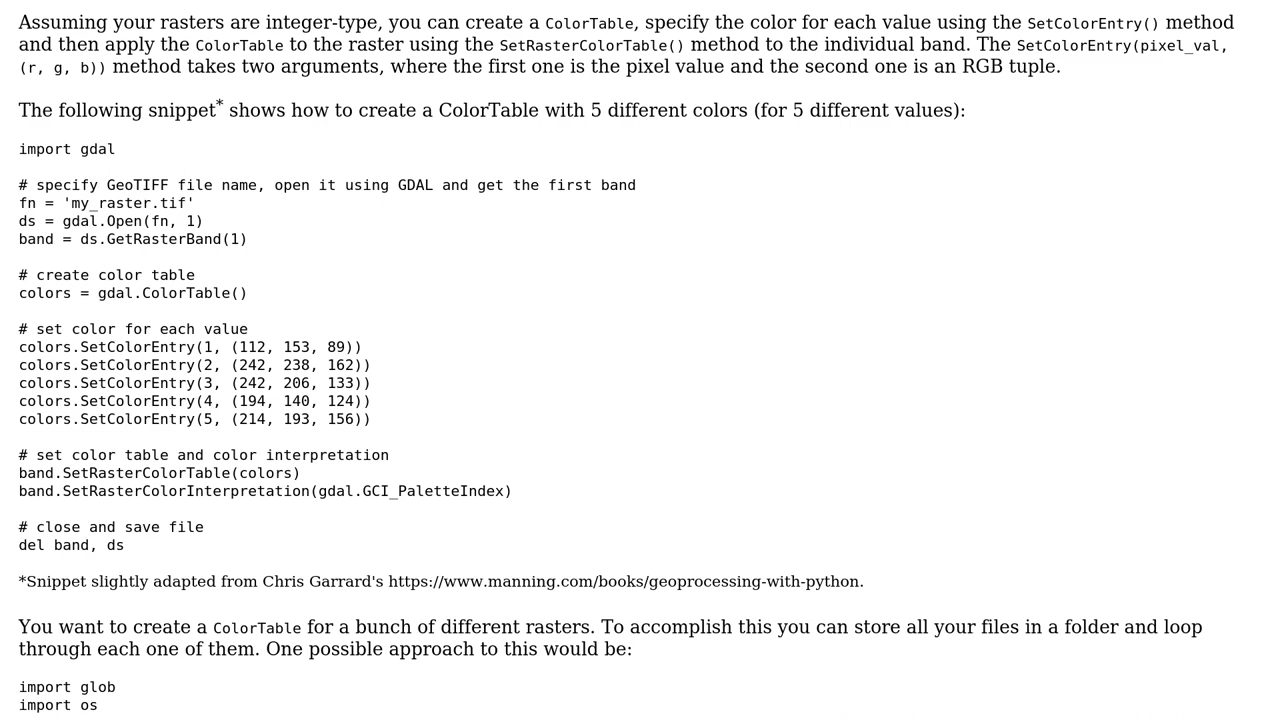 Assuming your rasters are integer-type, you can create a ColorTable, specify the color for each value using the SetColorEntry() method
and then apply the ColorTable to the raster using the SetRasterColorTable() method to the individual band. The SetColorEntry(pixel_val,
(r, g, b)) method takes two arguments, where the first one is the pixel value and the second one is an RGB tuple.
The following snippet* shows how to create a ColorTable with 5 different colors (for 5 different values):
import gdal
# specify GeoTIFF file name, open it using GDAL and get the first band
fn = 'my_raster.tif'
ds = gdal.Open(fn, 1)
band = ds.GetRasterBand(1)
# create color table
colors = gdal.ColorTable()
# set color for each value
colors.SetColorEntry(1, (112, 153, 89))
colors.SetColorEntry(2, (242, 238, 162))
colors.SetColorEntry(3, (242, 206, 133))
colors.SetColorEntry(4, (194, 140, 124))
colors.SetColorEntry(5, (214, 193, 156))
# set color table and color interpretation
band.SetRasterColorTable(colors)
band.SetRasterColorInterpretation(gdal.GCI_PaletteIndex)
# close and save file
del band, ds
*Snippet slightly adapted from Chris Garrard's https://www.manning.com/books/geoprocessing-with-python.
You want to create a ColorTable for a bunch of different rasters. To accomplish this you can store all your files in a folder and loop
through each one of them. One possible approach to this would be:
import glob
import os